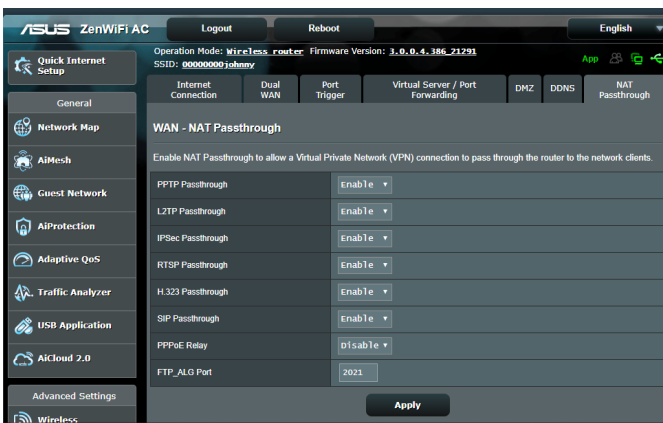 ASUS ZenWiFi AC
Logout
Reboot
English
Operation Mode: Wireless router Firmware Version: 3.0.0.4.386_21291
SSID: 00000000johnny
App
Quick Internet
Setup
General
Network Map
AiMesh
Guest Network
AiProtection
Adaptive QoS
Traffic Analyzer
USB Application
AiCloud 2.0
Advanced Settings
Wireless
Internet
Connection
Dual
WAN
Port
Trigger
Virtual Server / Port
Forwarding
DMZ
DDNS
NAT
Passthrough
WAN - NAT Passthrough
Enable NAT Passthrough to allow a Virtual Private Network (VPN) connection to pass through the router to the network clients.
PPTP Passthrough Enable
L2TP Passthrough Enable
IPSec Passthrough Enable
RTSP Passthrough Enable
H.323 Passthrough Enable
SIP Passthrough Enable
PPPoE Relay Disable
FTP_ALG Port 2021
Apply